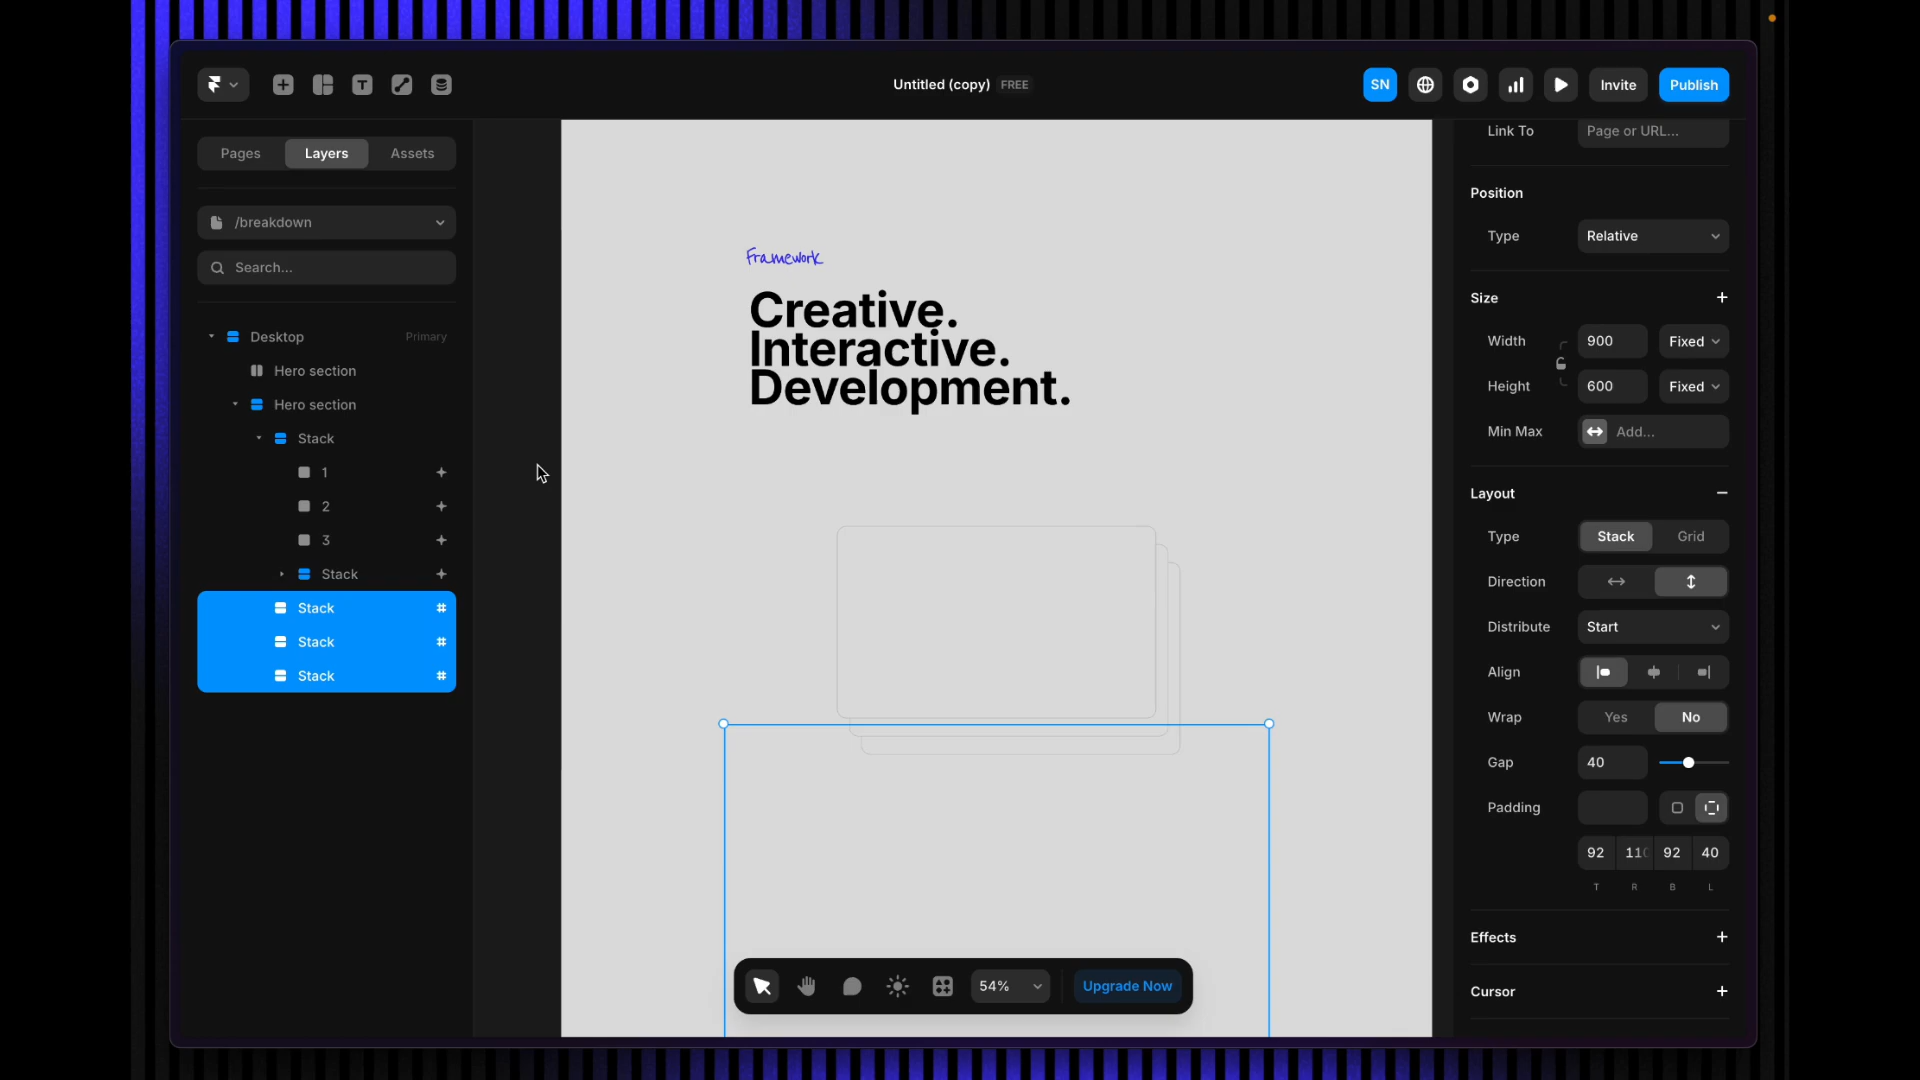 Untitled (copy) FREE
SN
Invite
Publish
Pages
Layers
Assets
/breakdown
Search...
Desktop
Primary
Hero section
Hero section
Stack
1
2
3
Stack
Stack
Stack
Stack
Framework
Creative.
Interactive.
Development.
54%
Upgrade Now
Link To
Page or URL...
Position
Type
Relative
Size
Width
900
Fixed
Height
600
Fixed
Min Max
Add...
Layout
Type
Stack
Grid
Direction
Distribute
Start
Align
Wrap
Yes
No
Gap
40
Padding
92
110
92
40
T
R
B
L
Effects
Cursor